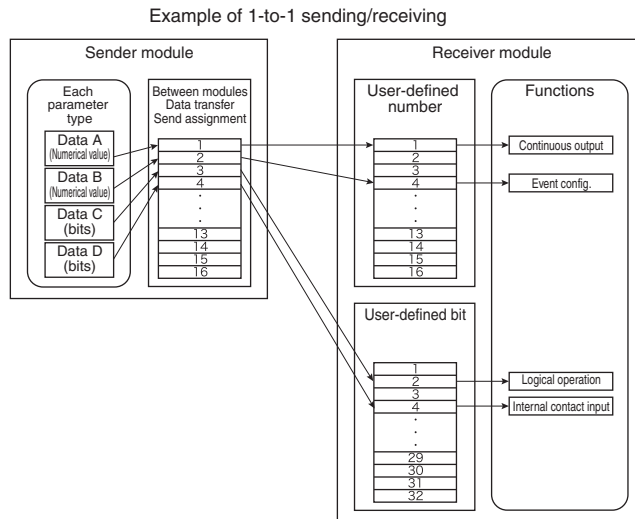 Example of 1-to-1 sending/receiving
Sender module
Each
parameter
type
Data A
(Numerical value)
Data B
(Numerical value)
Data C
(bits)
Data D
(bits)
Between modules
Data transfer
Send assignment
1
2
3
4
.
.
.
13
14
15
16
Receiver module
User-defined
number
1
2
3
4
.
.
.
13
14
15
16
User-defined bit
1
2
3
4
.
.
.
29
30
31
32
Functions
Continuous output
Event config.
Logical operation
Internal contact input